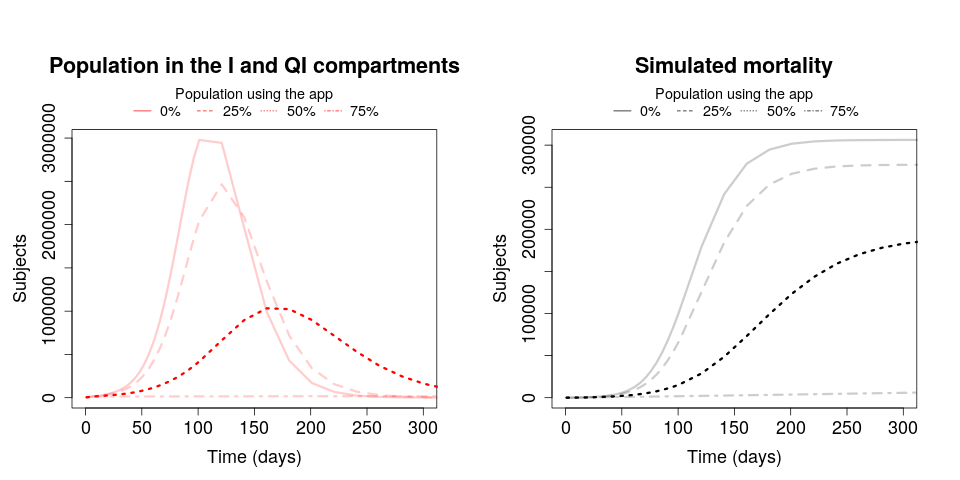 Population in the I and QI compartments
Population using the app
0% 25% 50% 75%
3000000
2000000
1000000
0
Subjects
0 50 100 150 200 250 300
Time (days)
Simulated mortality
Population using the app
0% 25% 50% 75%
300000
200000
100000
0
Subjects
0 50 100 150 200 250 300
Time (days)